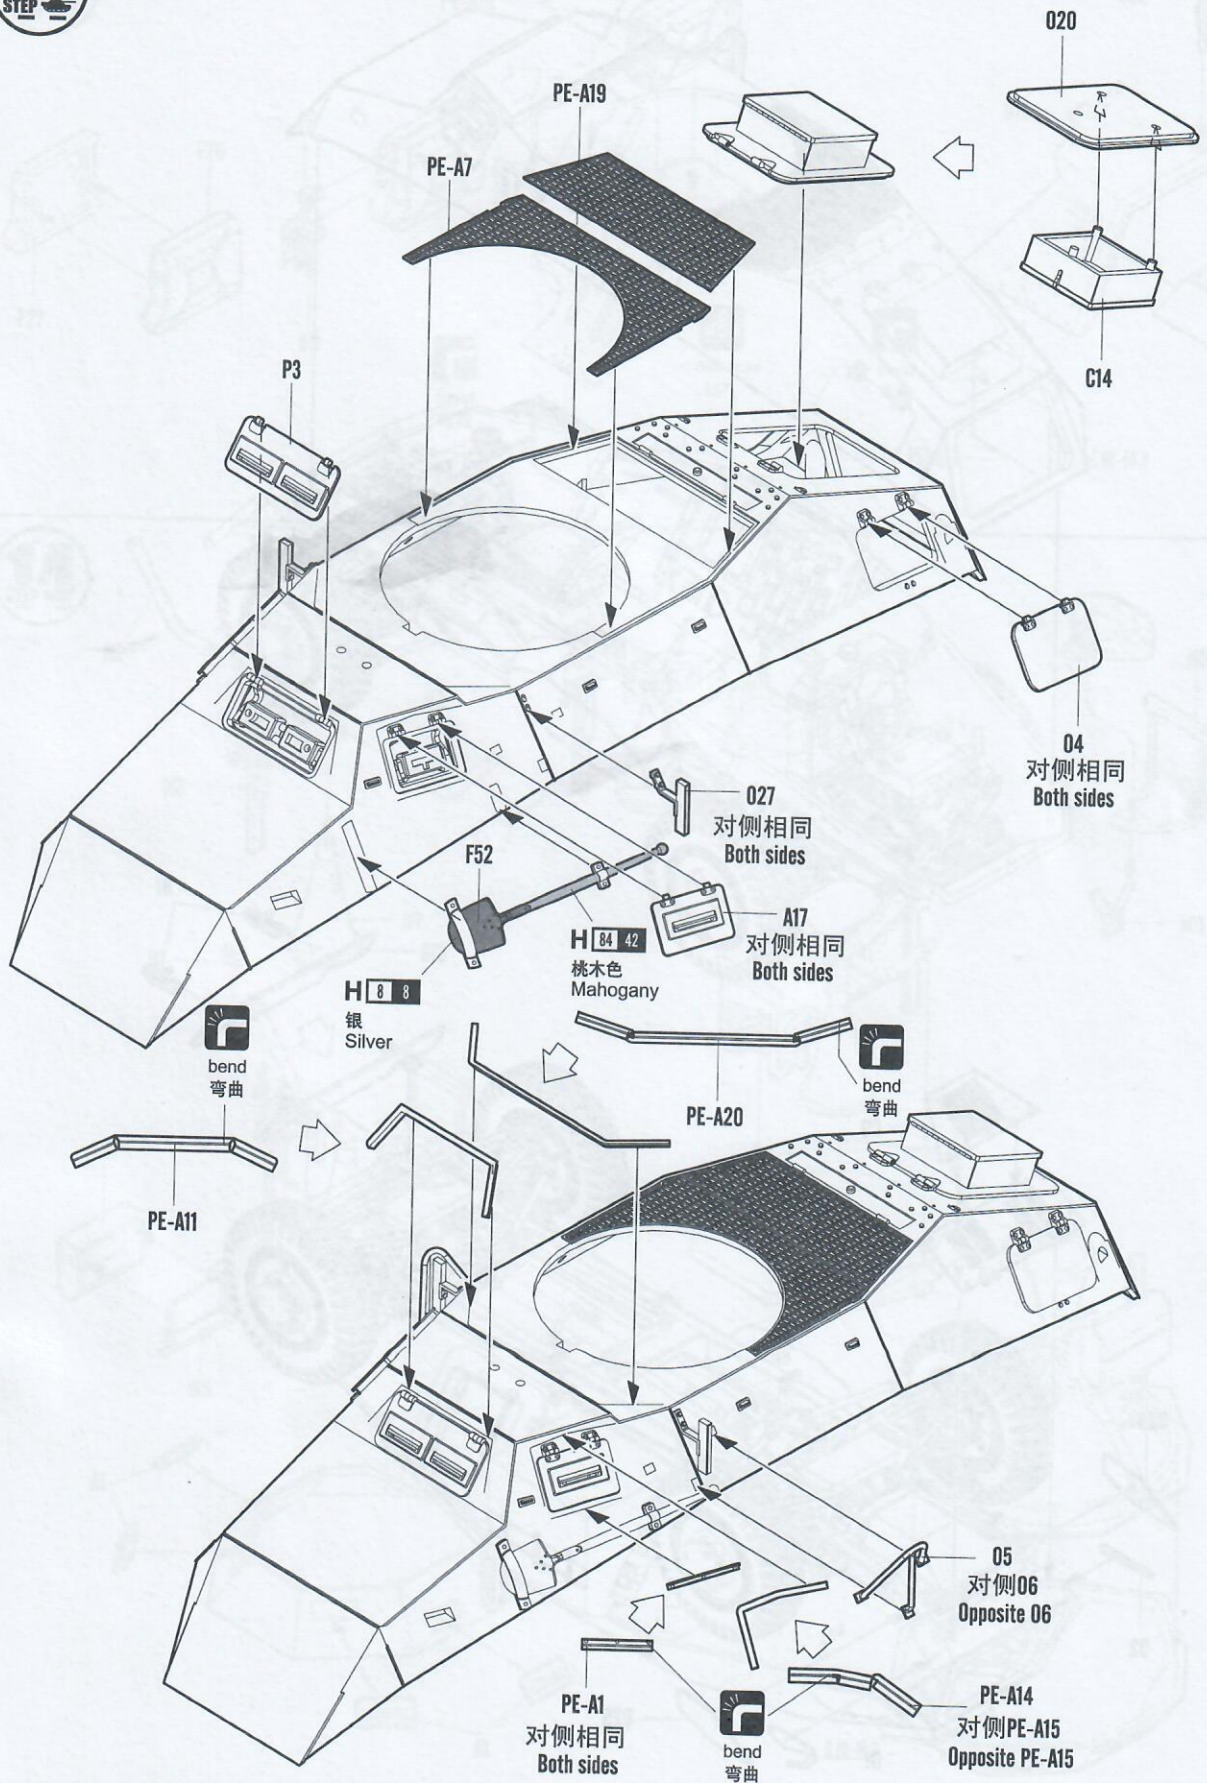 STEP
O20
PE-A19
PE-A7
P3
C14
O4
对侧相同
Both sides
O27
对侧相同
Both sides
F52
A17
对侧相同
Both sides
H 84 42
桃木色
Mahogany
H 8 8
银
Silver
bend
弯曲
bend
弯曲
PE-A20
PE-A11
O5
对侧O6
Opposite O6
PE-A1
对侧相同
Both sides
bend
弯曲
PE-A14
对侧PE-A15
Opposite PE-A15